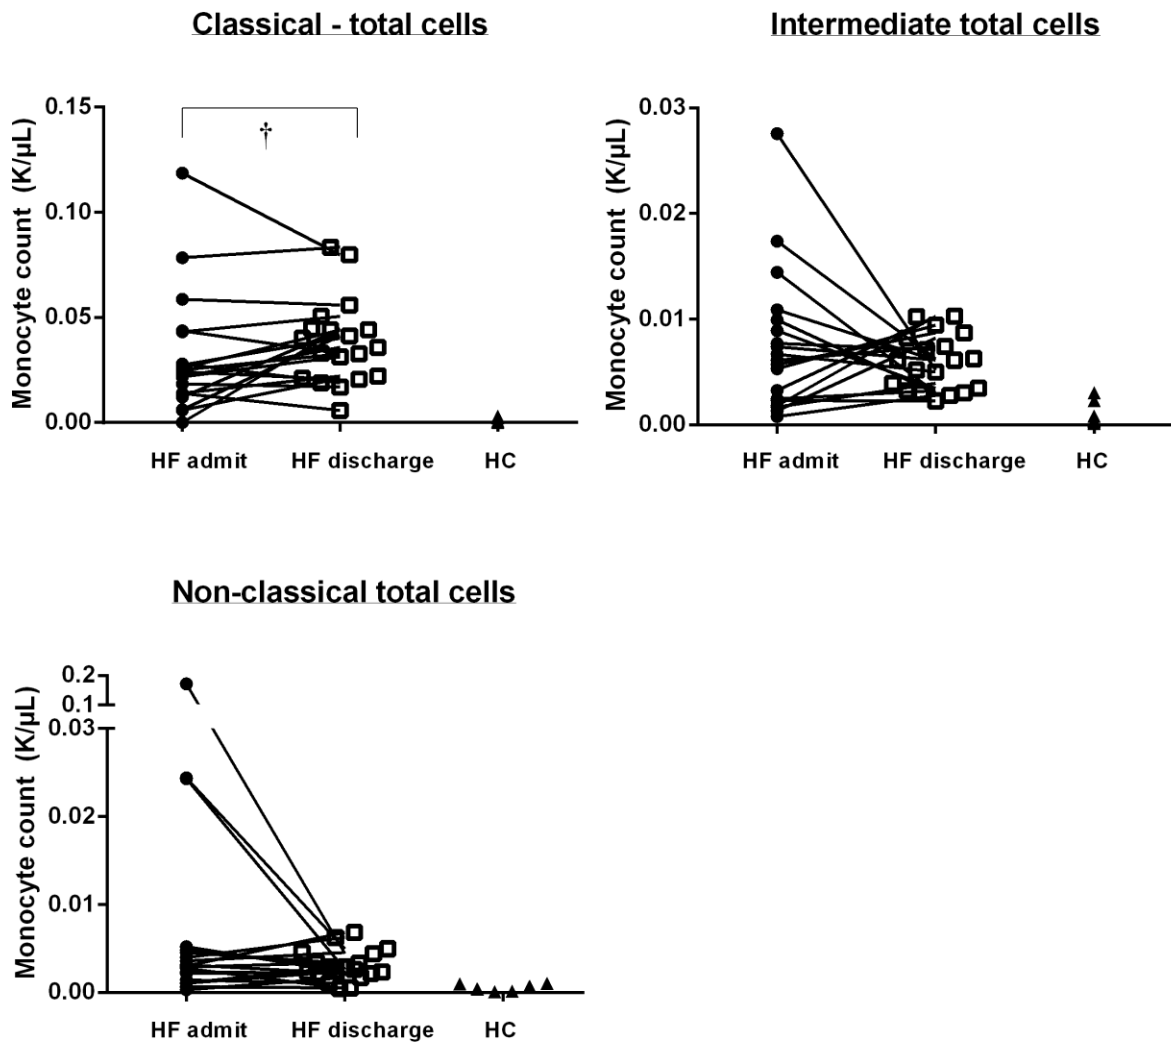 Classical - total cells
Monocyte count (K/µL)
0.15
0.10
0.05
0.00
†
HF admit HF discharge HC
Intermediate total cells
Monocyte count (K/µL)
0.03
0.02
0.01
0.00
HF admit HF discharge HC
Non-classical total cells
Monocyte count (K/µL)
0.2
0.1
0.03
0.02
0.01
0.00
HF admit HF discharge HC